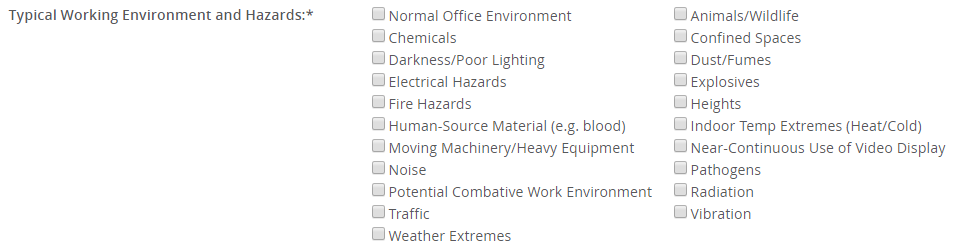 Typical Working Environment and Hazards:*
Normal Office Environment
Animals/Wildlife
Chemicals
Confined Spaces
Darkness/Poor Lighting
Dust/Fumes
Electrical Hazards
Explosives
Fire Hazards
Heights
Human-Source Material (e.g. blood)
Indoor Temp Extremes (Heat/Cold)
Moving Machinery/Heavy Equipment
Near-Continuous Use of Video Display
Noise
Pathogens
Potential Combative Work Environment
Radiation
Traffic
Vibration
Weather Extremes